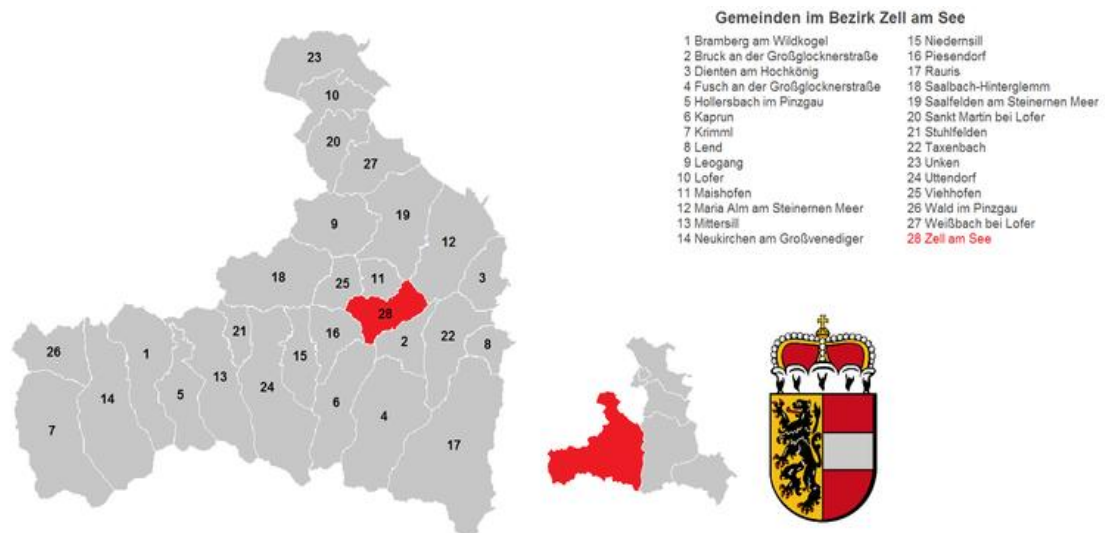 Gemeinden im Bezirk Zell am See
1 Bramberg am Wildkogel
2 Bruck an der Großglocknerstraße
3 Dienten am Hochkönig
4 Fusch an der Großglocknerstraße
5 Hollersbach im Pinzgau
6 Kaprun
7 Krimml
8 Lend
9 Leogang
10 Lofer
11 Maishofen
12 Maria Alm am Steinernen Meer
13 Mittersill
14 Neukirchen am Großvenediger
15 Niedernsill
16 Piesendorf
17 Rauris
18 Saalbach-Hinterglemm
19 Saalfelden am Steinernen Meer
20 Sankt Martin bei Lofer
21 Stuhlfelden
22 Taxenbach
23 Unken
24 Uttendorf
25 Viehhofen
26 Wald im Pinzgau
27 Weißbach bei Lofer
28 Zell am See
23
10
20
27
9
19
12
18
25
11
3
28
21
16
2
22
8
26
1
15
14
5
13
24
6
4
7
17